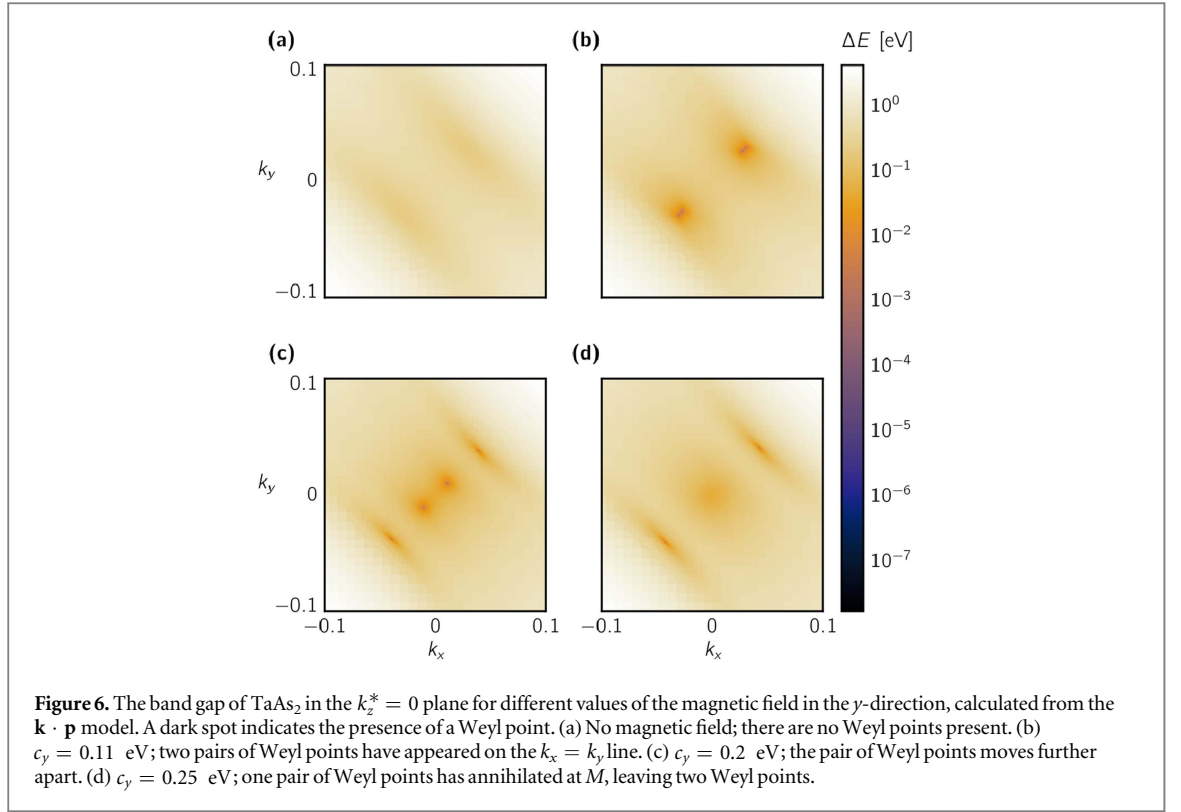 (a)
(b)
ΔE [eV]
0.1
k_y
0
−0.1
10^0
10^−1
10^−2
10^−3
10^−4
10^−5
10^−6
10^−7
(c)
(d)
0.1
k_y
0
−0.1
−0.1 0 0.1 −0.1 0 0.1
k_x k_x
Figure 6. The band gap of TaAs₂ in the k_z^* = 0 plane for different values of the magnetic field in the y-direction, calculated from the
k · p model. A dark spot indicates the presence of a Weyl point. (a) No magnetic field; there are no Weyl points present. (b)
c_y = 0.11 eV; two pairs of Weyl points have appeared on the k_x = k_y line. (c) c_y = 0.2 eV; the pair of Weyl points moves further
apart. (d) c_y = 0.25 eV; one pair of Weyl points has annihilated at M, leaving two Weyl points.